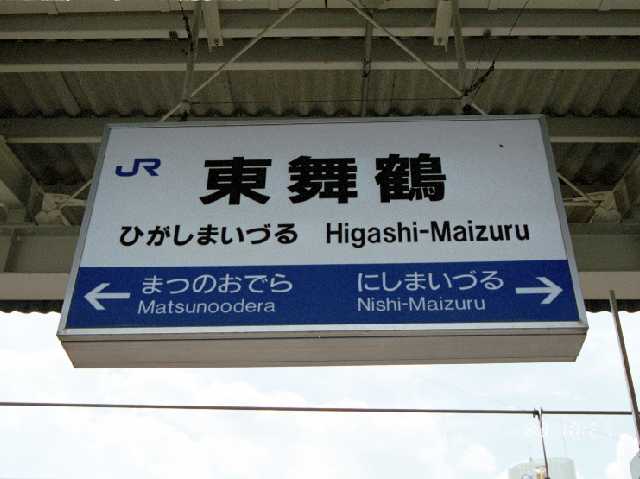 JR
東舞鶴
ひがしまいづる Higashi-Maizuru
← まつのおでら にしまいづる →
Matsunoodera Nishi-Maizuru